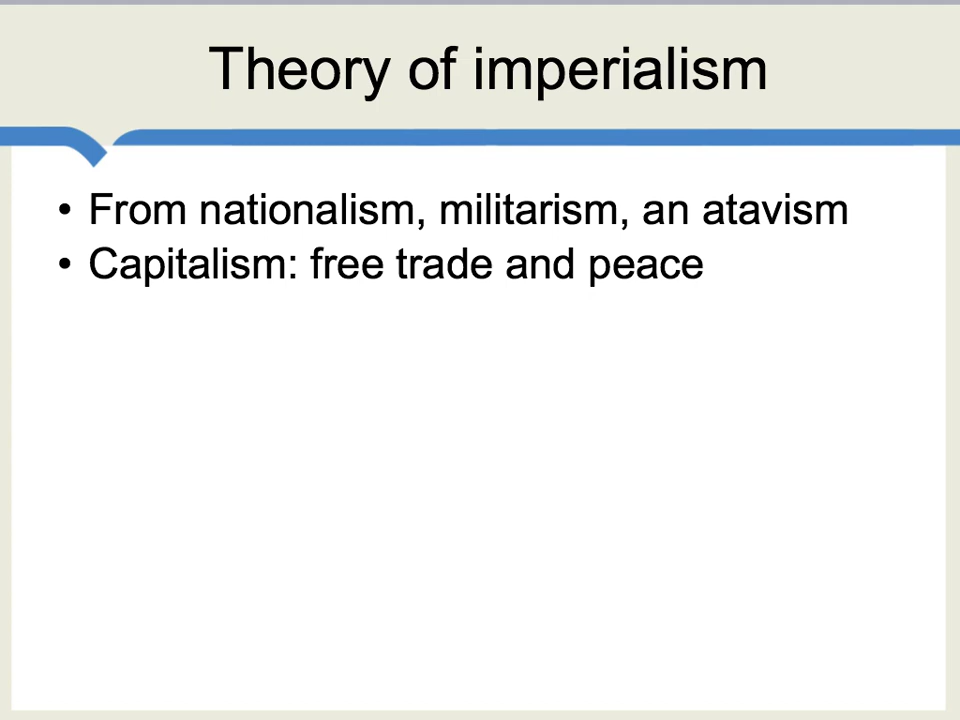 Theory of imperialism
• From nationalism, militarism, an atavism
• Capitalism: free trade and peace